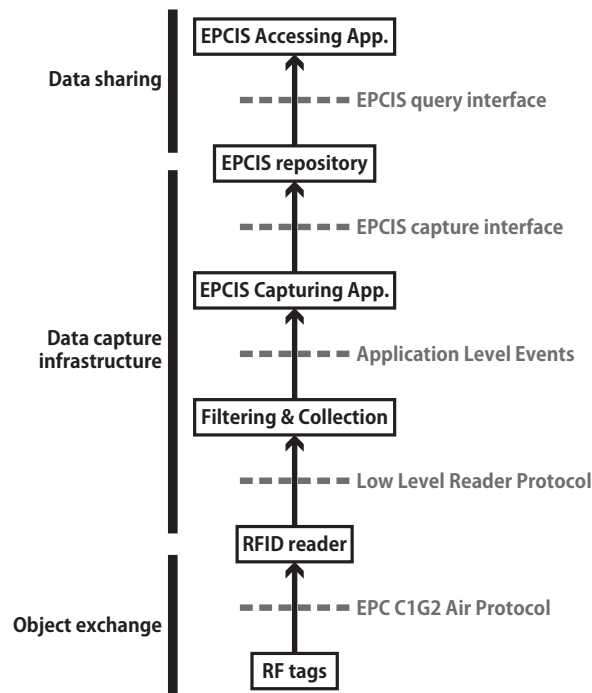 EPCIS Accessing App.
Data sharing
EPCIS query interface
EPCIS repository
EPCIS capture interface
EPCIS Capturing App.
Data capture
infrastructure
Application Level Events
Filtering & Collection
Low Level Reader Protocol
RFID reader
EPC C1G2 Air Protocol
Object exchange
RF tags